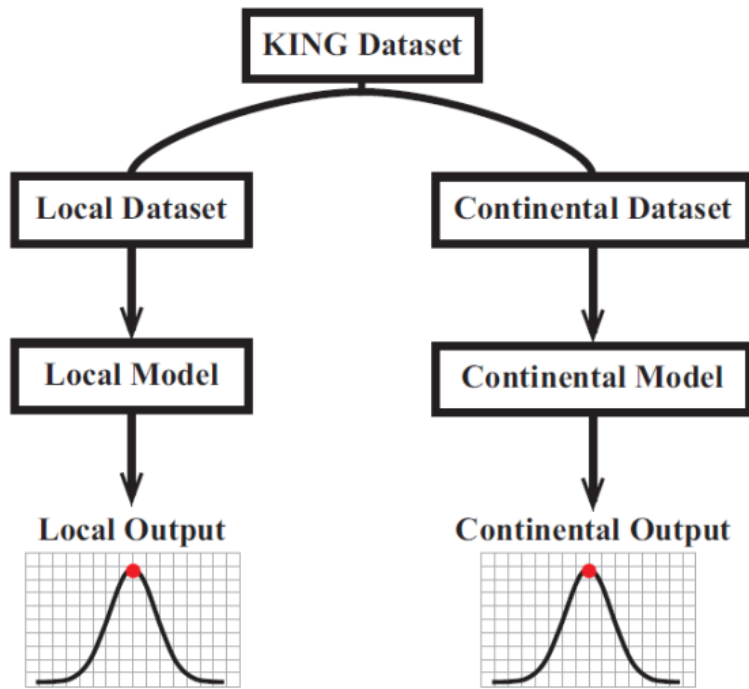 KING Dataset
Local Dataset
Continental Dataset
Local Model
Continental Model
Local Output
Continental Output